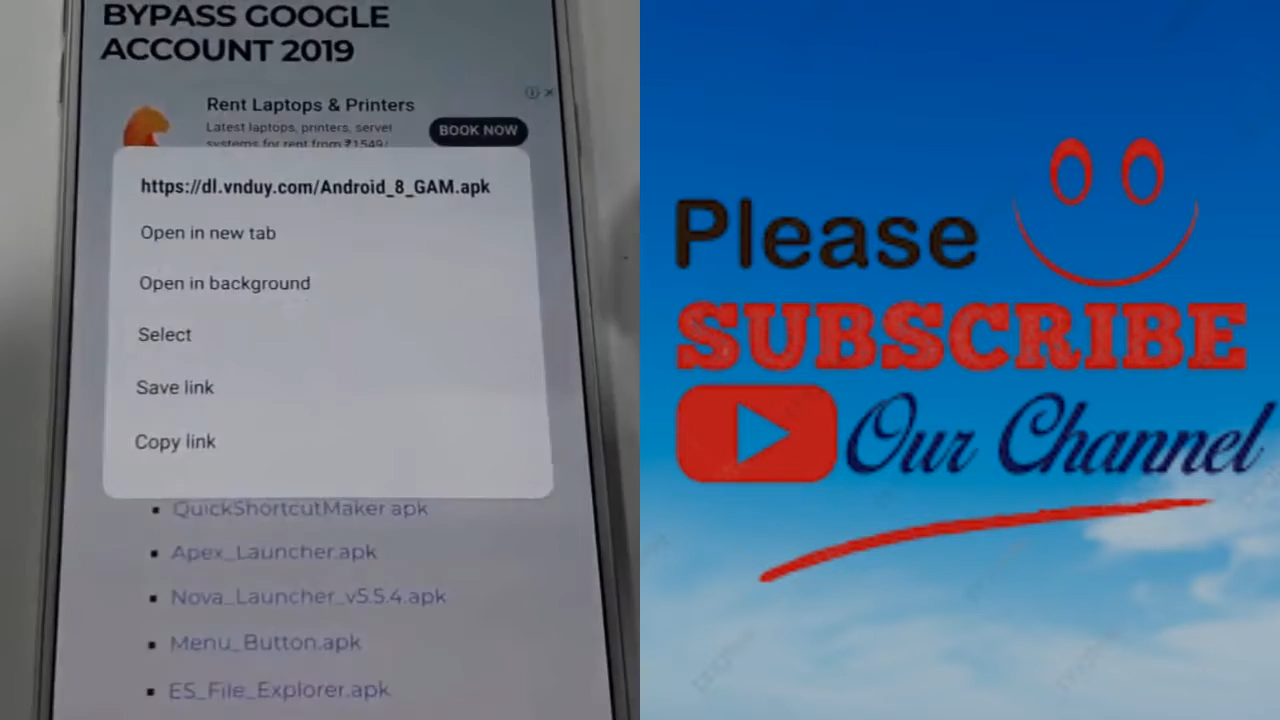 BYPASS GOOGLE
ACCOUNT 2019
Rent Laptops & Printers
Latest laptops, printers, server
systems for rent from ₹1,549/
BOOK NOW
https://dl.vnduy.com/Android_8_GAM.apk
Open in new tab
Open in background
Select
Save link
Copy link
QuickShortcutMaker.apk
Apex_Launcher.apk
Nova_Launcher_v5.5.4.apk
Menu_Button.apk
ES_File_Explorer.apk
Please
SUBSCRIBE
Our Channel